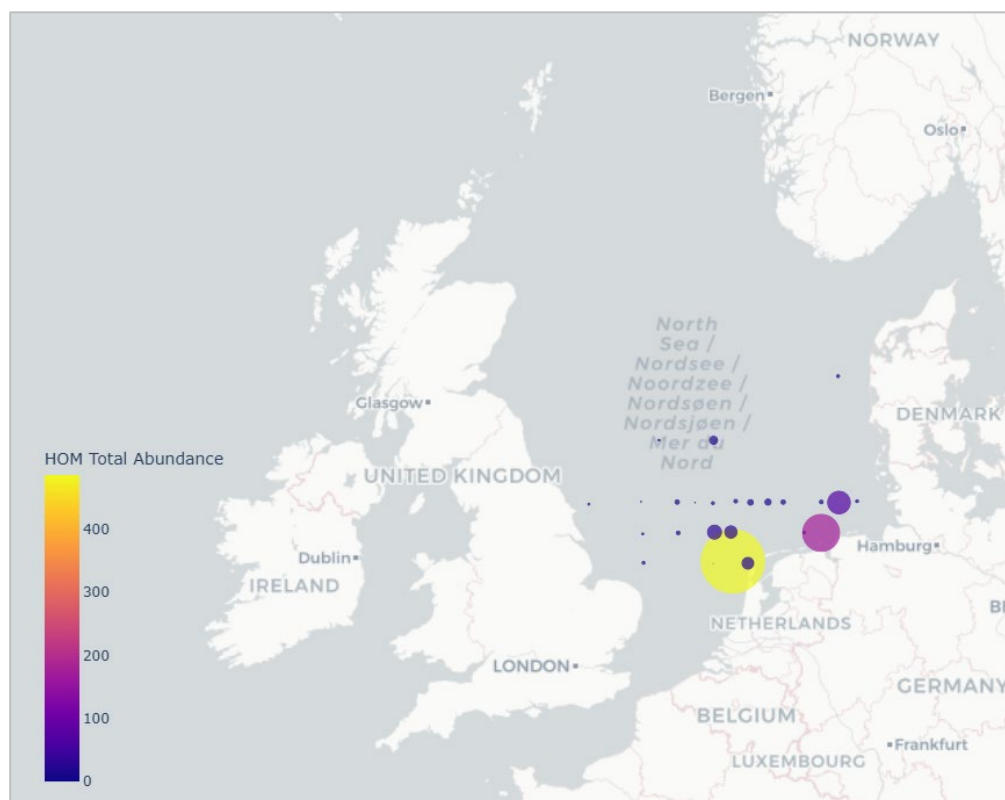 NORWAY
Bergen
Oslo
North
Sea /
Nordsee /
Noordzee /
Nordsøen /
Nordsjøen /
Mer du
Nord
Glasgow
DENMARK
HOM Total Abundance
UNITED KINGDOM
400
300
200
100
0
Dublin
IRELAND
Hamburg
NETHERLANDS
LONDON
GERMANY
BELGIUM
Frankfurt
LUXEMBOURG